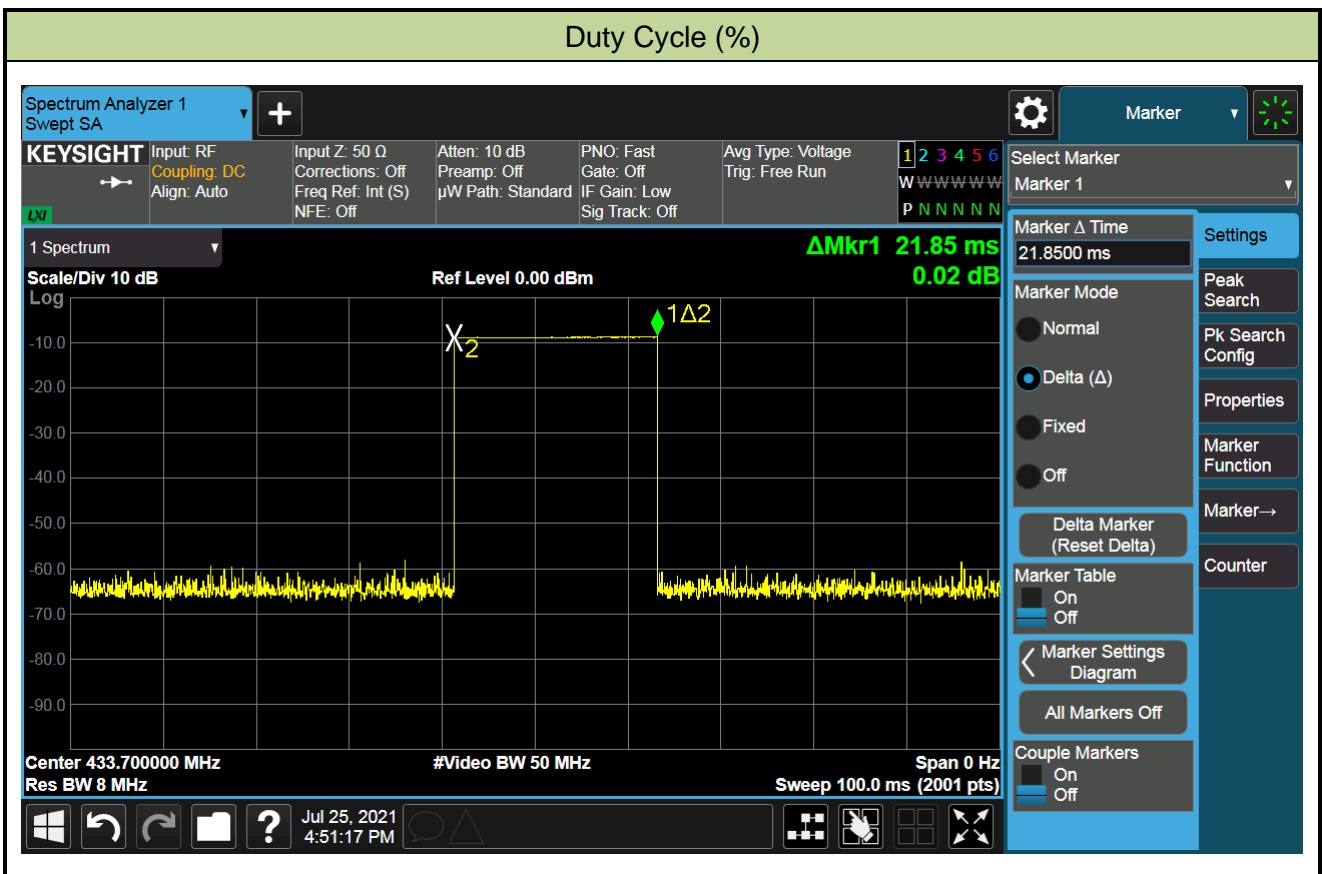 Duty Cycle (%)
Spectrum Analyzer 1
Swept SA
Marker
KEYSIGHT
LXI
Input: RF
Coupling: DC
Align: Auto
Input Z: 50 Ω
Corrections: Off
Freq Ref: Int (S)
NFE: Off
Atten: 10 dB
Preamp: Off
µW Path: Standard
PNO: Fast
Gate: Off
IF Gain: Low
Sig Track: Off
Avg Type: Voltage
Trig: Free Run
1 2 3 4 5 6
W W W W W W
P N N N N N
Select Marker
Marker 1
1 Spectrum
ΔMkr1 21.85 ms
0.02 dB
Scale/Div 10 dB
Ref Level 0.00 dBm
Log
-10.0
-20.0
-30.0
-40.0
-50.0
-60.0
-70.0
-80.0
-90.0
X2
1Δ2
Center 433.700000 MHz
#Video BW 50 MHz
Span 0 Hz
Res BW 8 MHz
Sweep 100.0 ms (2001 pts)
Marker Δ Time
21.8500 ms
Marker Mode
Normal
Delta (Δ)
Fixed
Off
Delta Marker
(Reset Delta)
Marker Table
On
Off
Marker Settings
Diagram
All Markers Off
Couple Markers
On
Off
Settings
Peak
Search
Pk Search
Config
Properties
Marker
Function
Marker→
Counter
?
Jul 25, 2021
4:51:17 PM